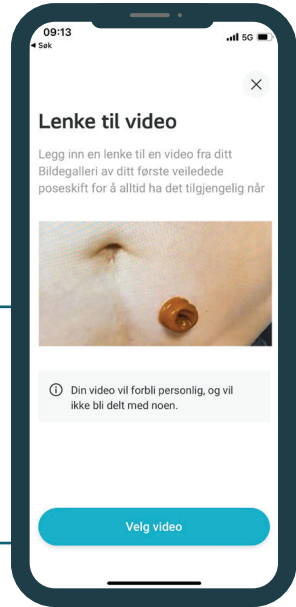 09:13
5G
Søk
Lenke til video
Legg inn en lenke til en video fra ditt
Bildegalleri av ditt første veiledede
poseskift for å alltid ha det tilgjengelig når
Din video vil forbli personlig, og vil
ikke bli delt med noen.
Velg video